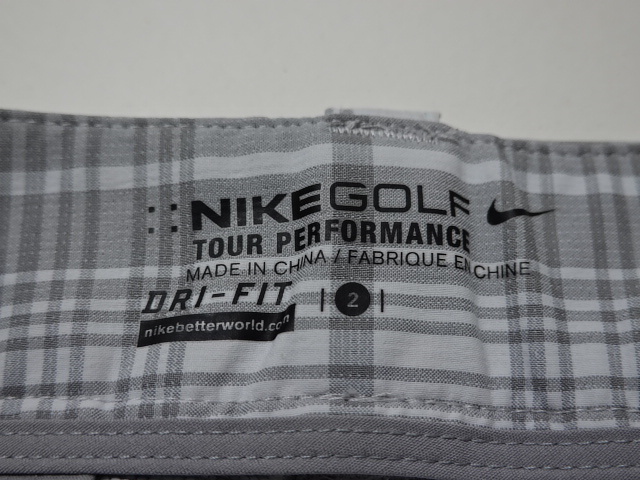 NIKEGOLF
TOUR PERFORMANCE
MADE IN CHINA / FABRIQUE EN CHINE
DRI-FIT | 2 |
nikebetterworld.com